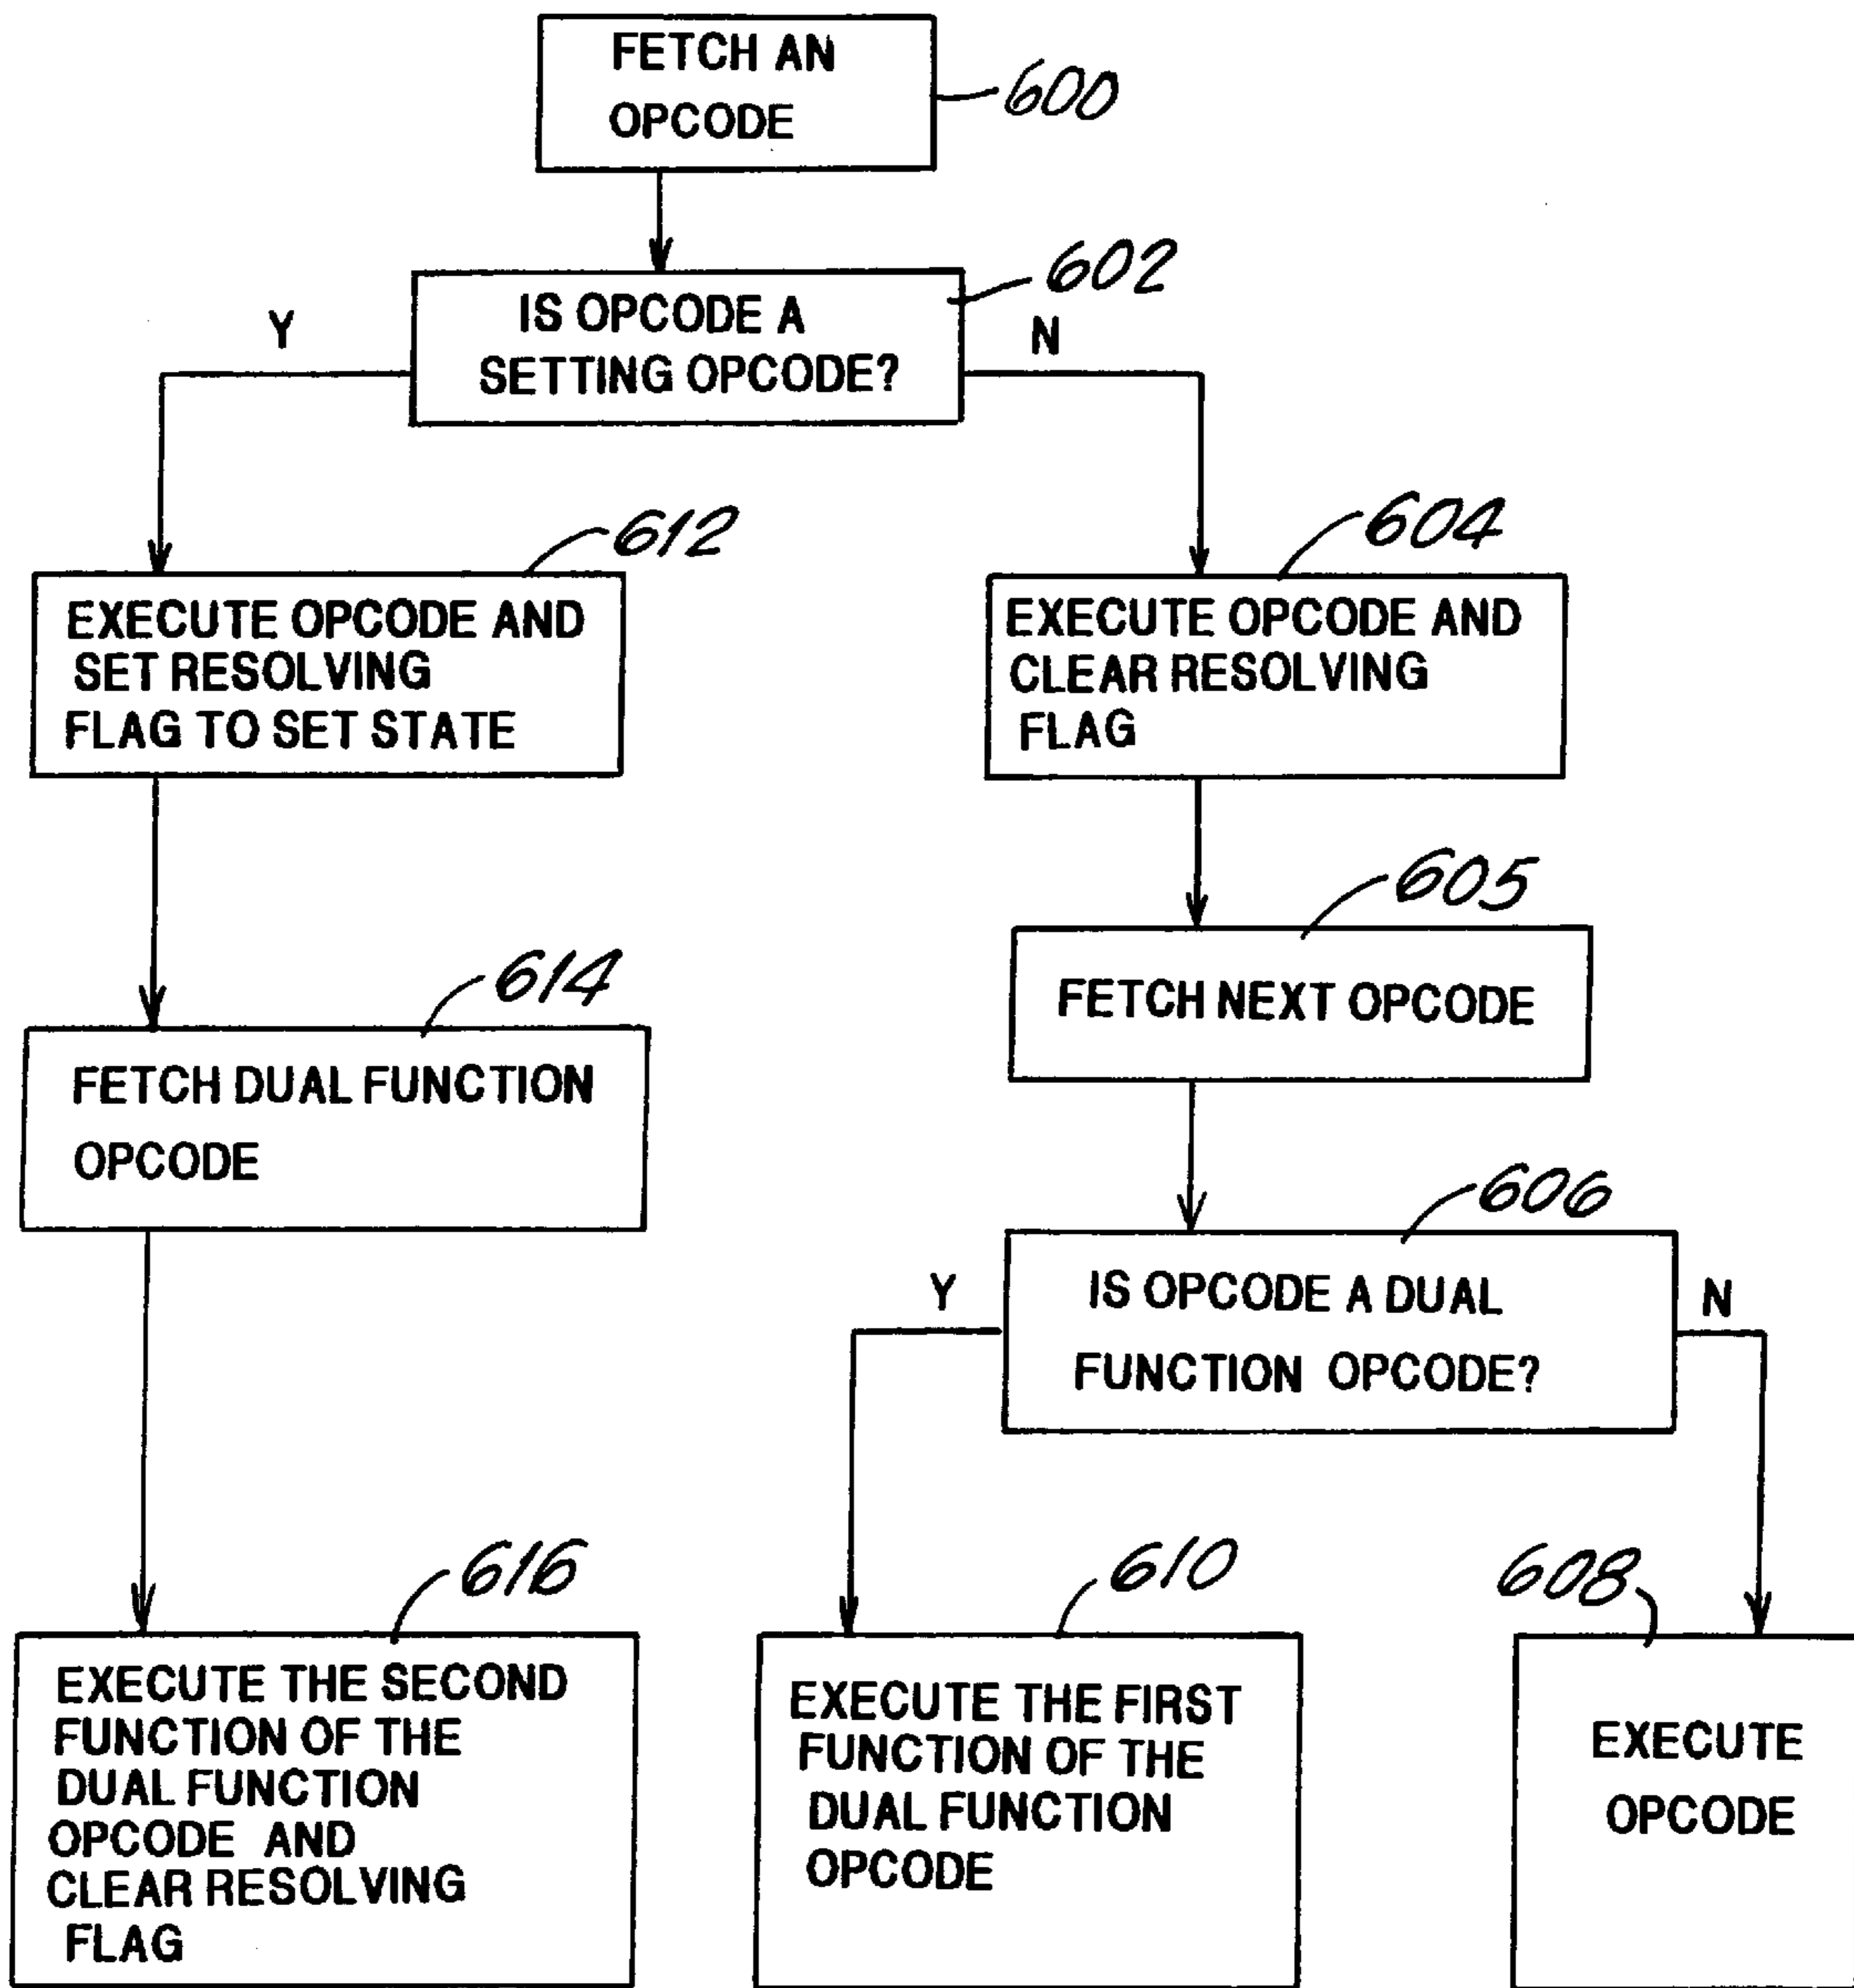 FETCH AN
OPCODE
600
602
IS OPCODE A
SETTING OPCODE?
Y
N
612
EXECUTE OPCODE AND
SET RESOLVING
FLAG TO SET STATE
604
EXECUTE OPCODE AND
CLEAR RESOLVING
FLAG
605
FETCH NEXT OPCODE
614
FETCH DUAL FUNCTION
OPCODE
606
IS OPCODE A DUAL
FUNCTION OPCODE?
Y
N
616
EXECUTE THE SECOND
FUNCTION OF THE
DUAL FUNCTION
OPCODE AND
CLEAR RESOLVING
FLAG
610
EXECUTE THE FIRST
FUNCTION OF THE
DUAL FUNCTION
OPCODE
608
EXECUTE
OPCODE